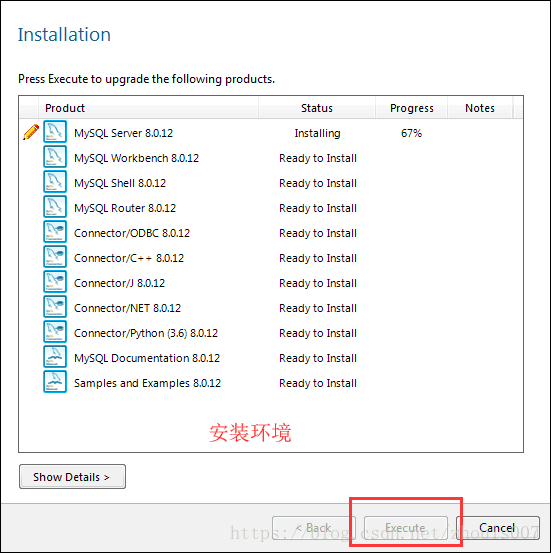 Installation
Press Execute to upgrade the following products.
Product Status Progress Notes
MySQL Server 8.0.12 Installing 67%
MySQL Workbench 8.0.12 Ready to Install
MySQL Shell 8.0.12 Ready to Install
MySQL Router 8.0.12 Ready to Install
Connector/ODBC 8.0.12 Ready to Install
Connector/C++ 8.0.12 Ready to Install
Connector/J 8.0.12 Ready to Install
Connector/NET 8.0.12 Ready to Install
Connector/Python (3.6) 8.0.12 Ready to Install
MySQL Documentation 8.0.12 Ready to Install
Samples and Examples 8.0.12 Ready to Install
安装环境
Show Details >
< Back Execute Cancel
https://blog.csdn.net/zhouls007